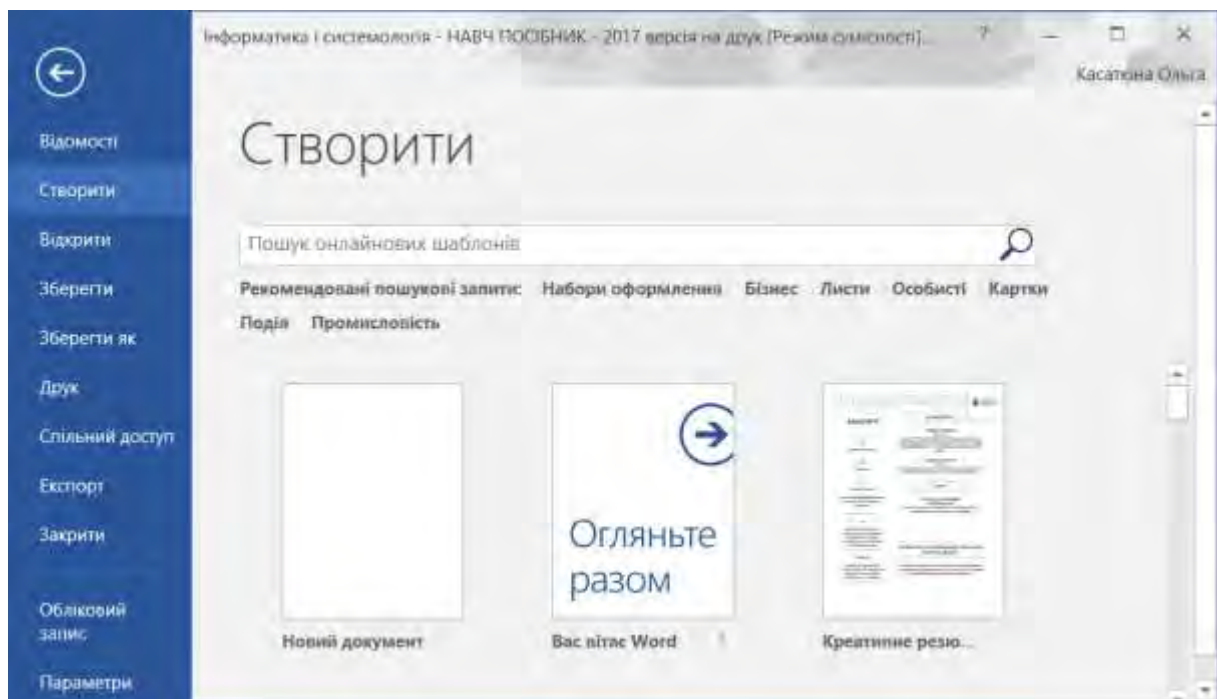 Інформатика і системологія - НАВЧ ПОСІБНИК - 2017 версія на друк [Режим сумісності]... ?
Касаткіна Ольга
Відомості
Створити
Відкрити
Зберегти
Зберегти як
Друк
Спільний доступ
Експорт
Закрити
Обліковий
запис
Параметри
Створити
Пошук онлайнових шаблонів
Рекомендовані пошукові запити: Набори оформлення Бізнес Листи Особисті Картки
Подія Промисловість
Огляньте
разом
Новий документ Вас вітає Word Креативне резю...